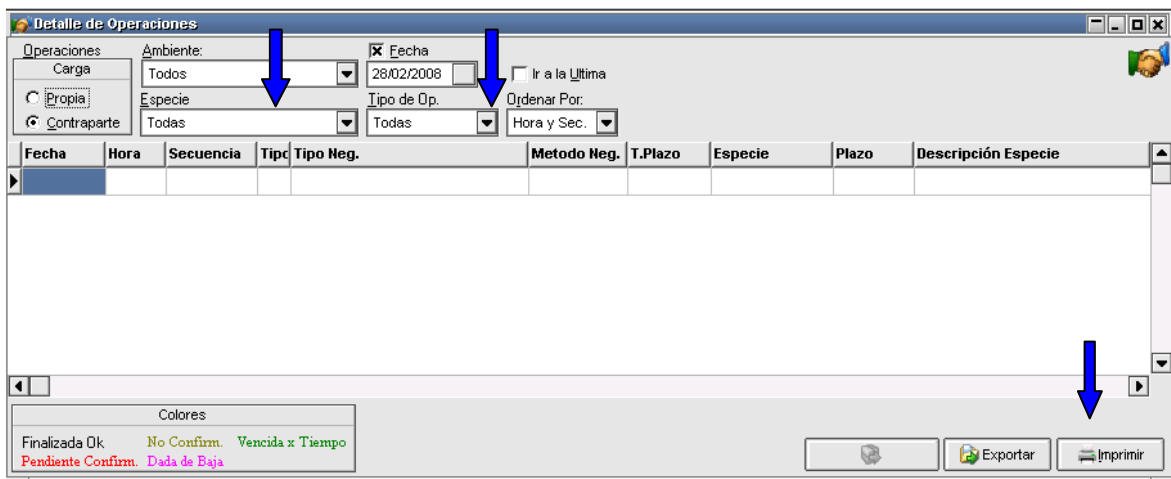 Detalle de Operaciones
Operaciones
Carga
Propia
Contraparte
Ambiente:
Todos
Fecha
28/02/2008
Ir a la Ultima
Especie
Todas
Tipo de Op.
Todas
Ordenar Por:
Hora y Sec.
Fecha Hora Secuencia Tipo Tipo Neg. Metodo Neg. T.Plazo Especie Plazo Descripción Especie
Colores
Finalizada Ok No Confirm. Vencida x Tiempo
Pendiente Confirm. Dada de Baja
Exportar
Imprimir